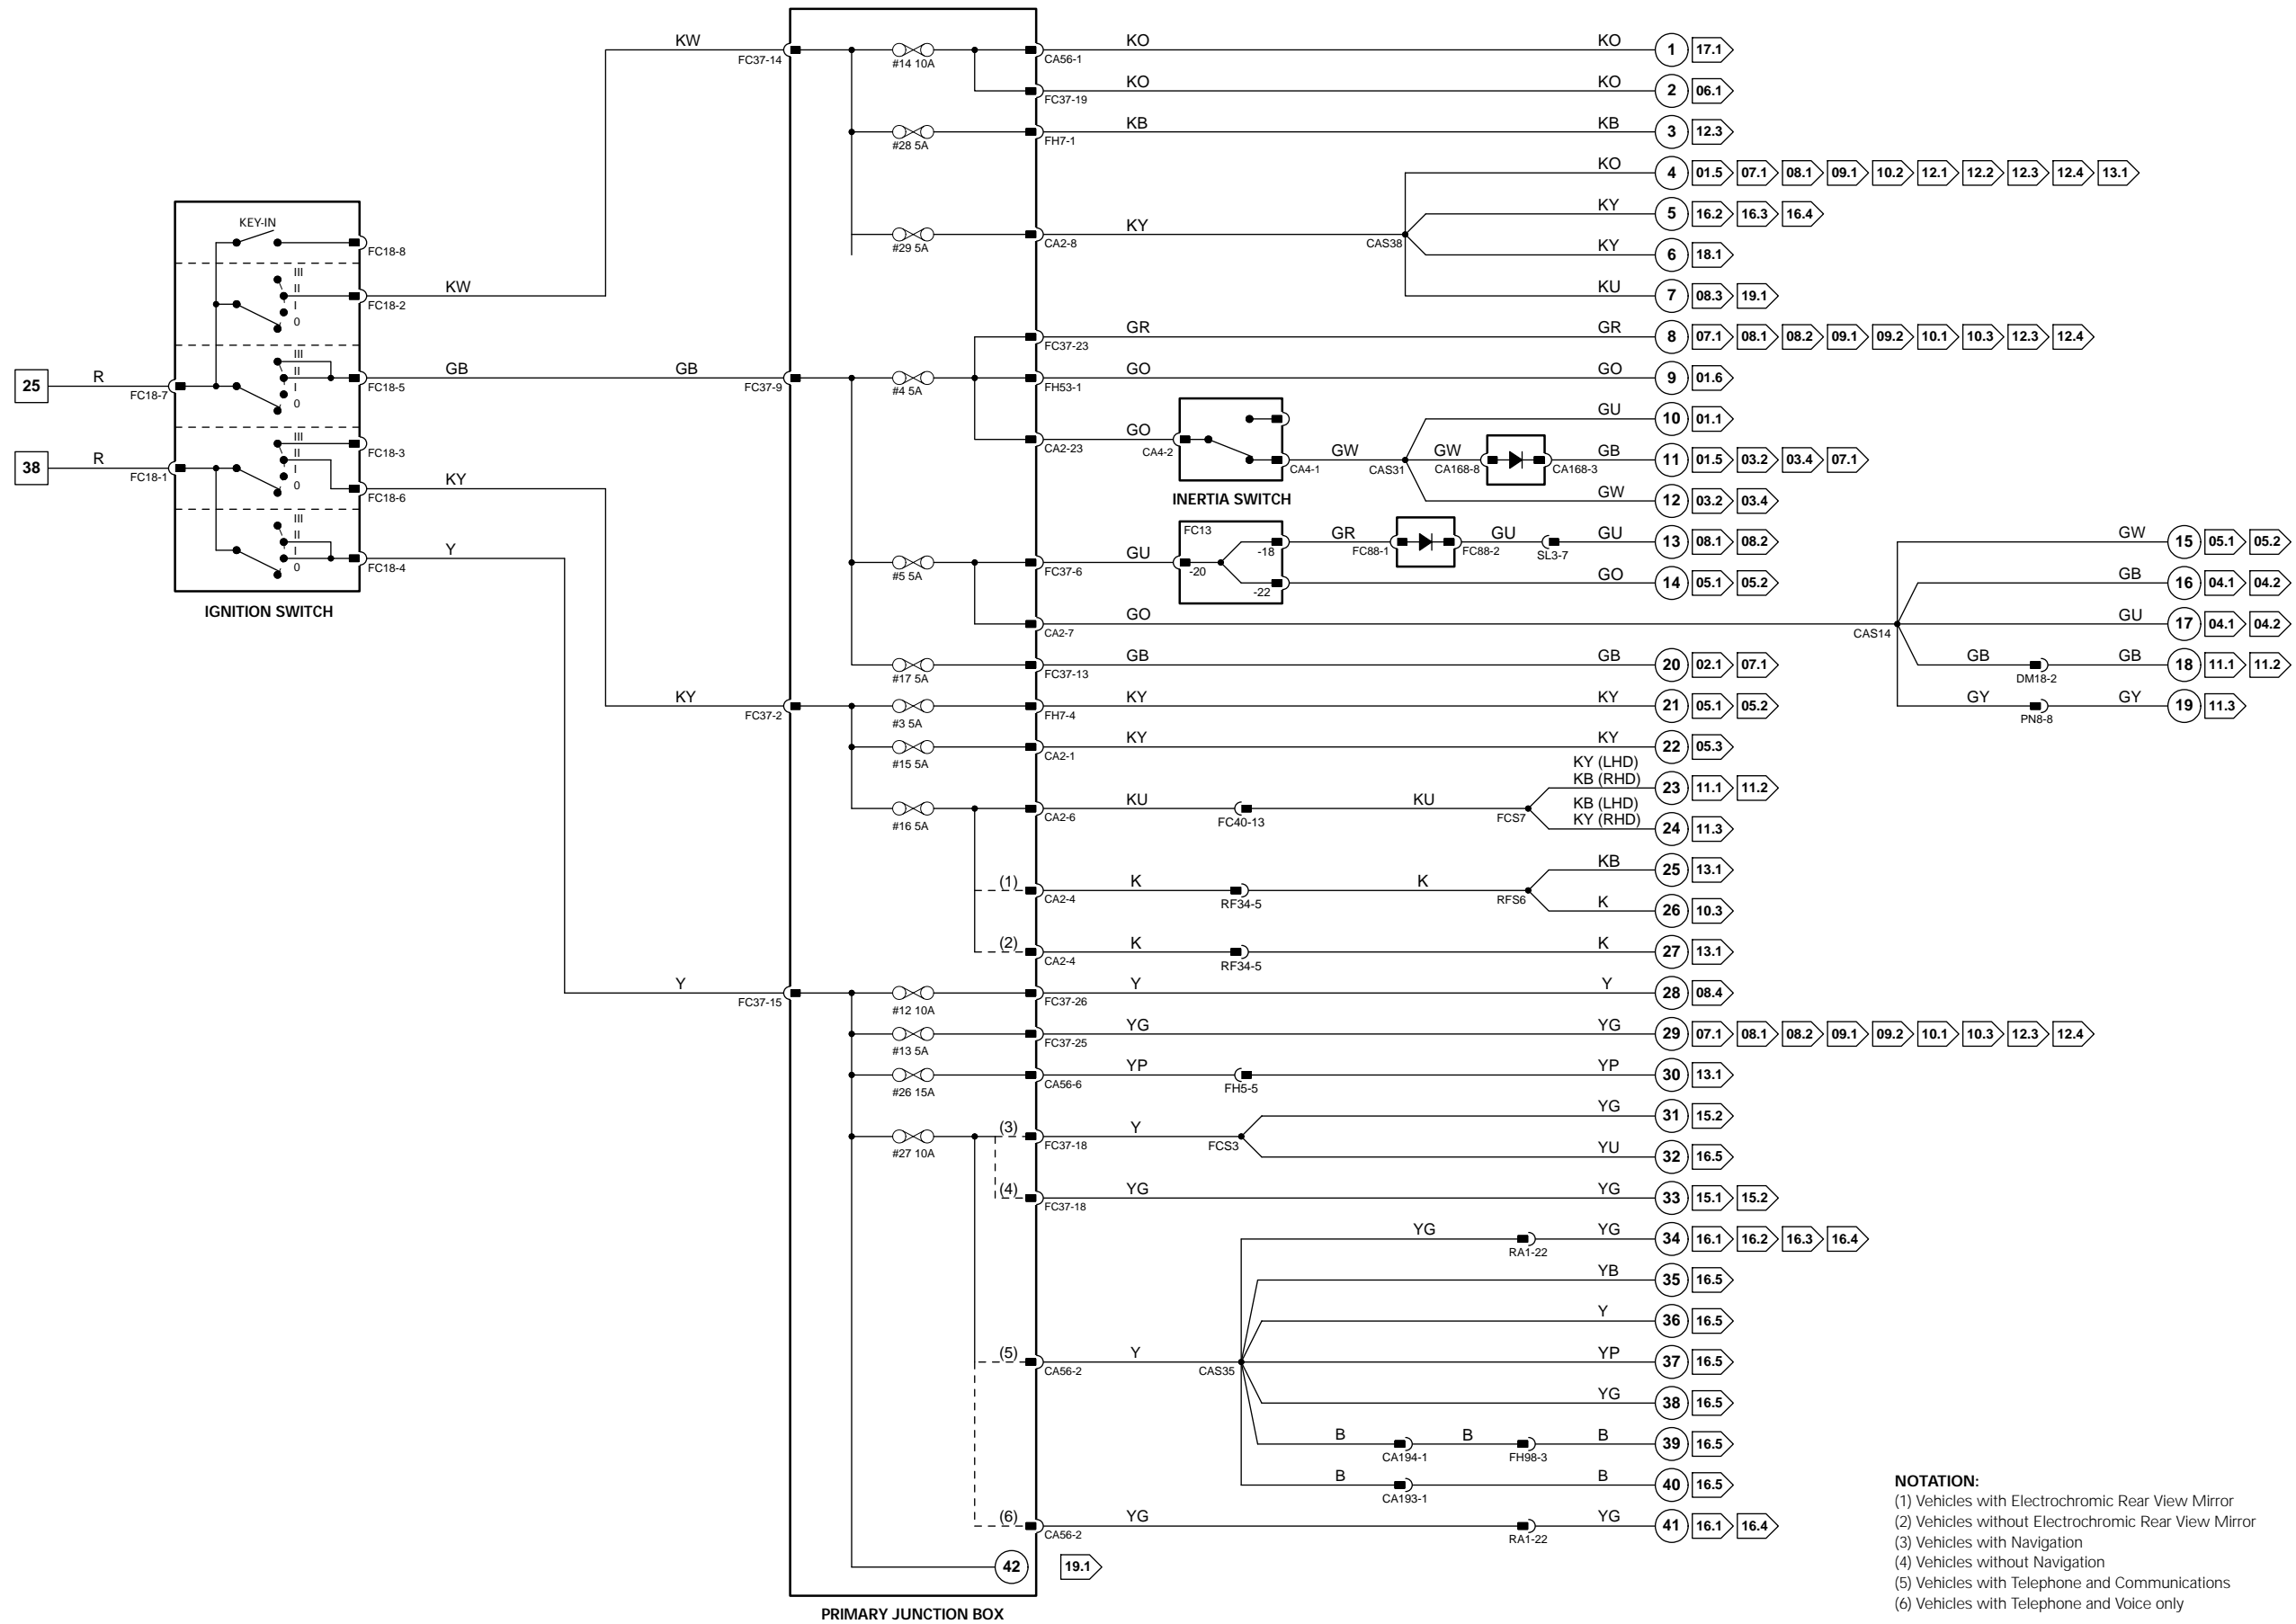 KW FC37-14 #14 10A CA56-1 KO KO 1 17.1
FC37-19 KO KO 2 06.1
#28 5A FH7-1 KB KB 3 12.3
KO 4 01.5 07.1 08.1 09.1 10.2 12.1 12.2 12.3 12.4 13.1
KY 5 16.2 16.3 16.4
#29 5A CA2-8 KY CAS38
KY 6 18.1
KU 7 08.3 19.1
KEY-IN FC18-8
III
II
I
0
FC18-2 KW
25 R FC18-7
III
II
I
0
FC18-5 GB GB FC37-9
38 R FC18-1
III
II
I
0
FC18-3
FC18-6 KY
III
II
I
0
FC18-4 Y
IGNITION SWITCH
FC37-23 GR GR 8 07.1 08.1 08.2 09.1 09.2 10.1 10.3 12.3 12.4
#4 5A FH53-1 GO GO 9 01.6
GU 10 01.1
CA2-23 GO CA4-2 CA4-1 GW CAS31 GW CA168-8 CA168-3 GB 11 01.5 03.2 03.4 07.1
INERTIA SWITCH
GW 12 03.2 03.4
#5 5A FC37-6 GU FC13 -20 -18 -22
GR FC88-1 FC88-2 GU SL3-7 GU 13 08.1 08.2
GO 14 05.1 05.2
CA2-7 GO CAS14
GW 15 05.1 05.2
GB 16 04.1 04.2
GU 17 04.1 04.2
GB DM18-2 GB 18 11.1 11.2
GY PN8-8 GY 19 11.3
#17 5A FC37-13 GB GB 20 02.1 07.1
KY FC37-2 #3 5A FH7-4 KY KY 21 05.1 05.2
#15 5A CA2-1 KY KY 22 05.3
KY (LHD)
KB (RHD) 23 11.1 11.2
#16 5A CA2-6 KU FC40-13 KU FCS7
KB (LHD)
KY (RHD) 24 11.3
KB 25 13.1
(1) CA2-4 K RF34-5 K RFS6
K 26 10.3
(2) CA2-4 K RF34-5 K 27 13.1
Y FC37-15 #12 10A FC37-26 Y Y 28 08.4
#13 5A FC37-25 YG YG 29 07.1 08.1 08.2 09.1 09.2 10.1 10.3 12.3 12.4
#26 15A CA56-6 YP FH5-5 YP 30 13.1
YG 31 15.2
#27 10A (3) FC37-18 Y FCS3
YU 32 16.5
(4) FC37-18 YG YG 33 15.1 15.2
YG RA1-22 YG 34 16.1 16.2 16.3 16.4
YB 35 16.5
Y 36 16.5
(5) CA56-2 Y CAS35 YP 37 16.5
YG 38 16.5
B CA194-1 B FH98-3 B 39 16.5
B CA193-1 B 40 16.5
(6) CA56-2 YG RA1-22 YG 41 16.1 16.4
42 19.1
PRIMARY JUNCTION BOX
NOTATION:
(1) Vehicles with Electrochromic Rear View Mirror
(2) Vehicles without Electrochromic Rear View Mirror
(3) Vehicles with Navigation
(4) Vehicles without Navigation
(5) Vehicles with Telephone and Communications
(6) Vehicles with Telephone and Voice only